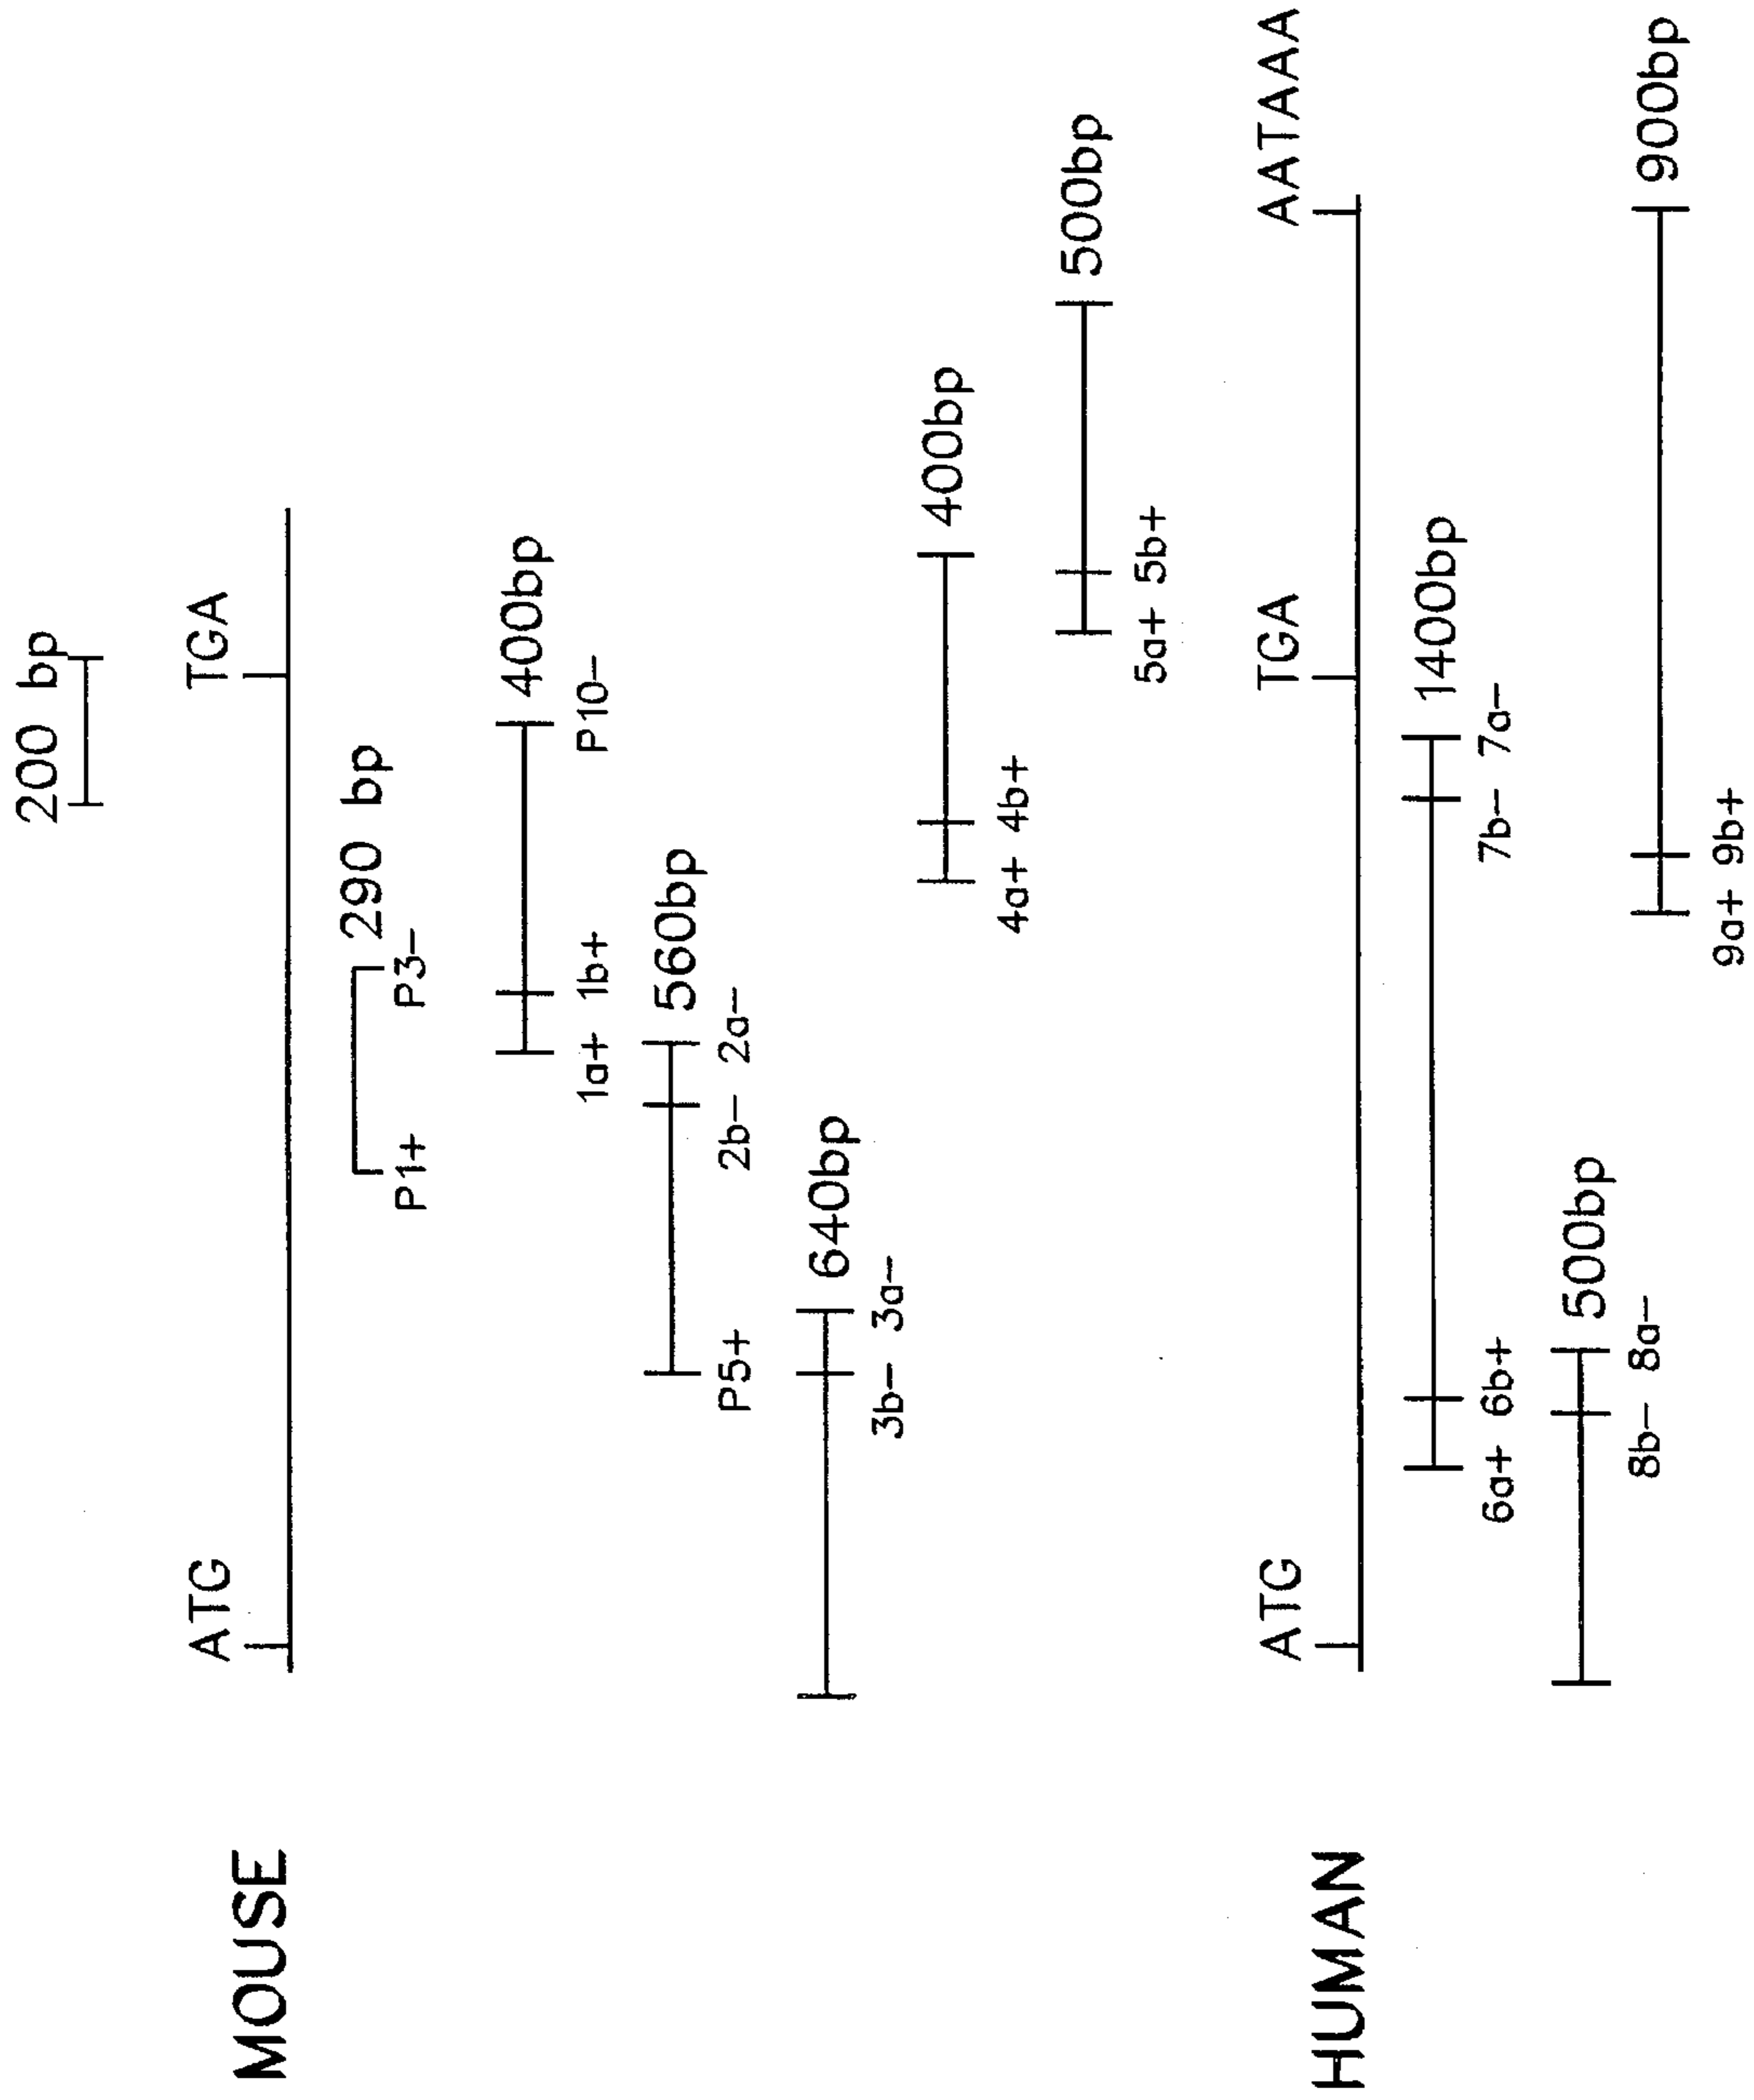 200 bp
ATG TGA
MOUSE
290 bp
P1+ P3-
400bp
1a+ 1b+ P10-
560bp
P5+ 2b- 2a-
640bp
3b- 3a-
400bp
4a+ 4b+
500bp
5a+ 5b+
ATG TGA AATAAA
HUMAN
1400bp
6a+ 6b+ 7b- 7a-
500bp
8b- 8a-
900bp
9a+ 9b+